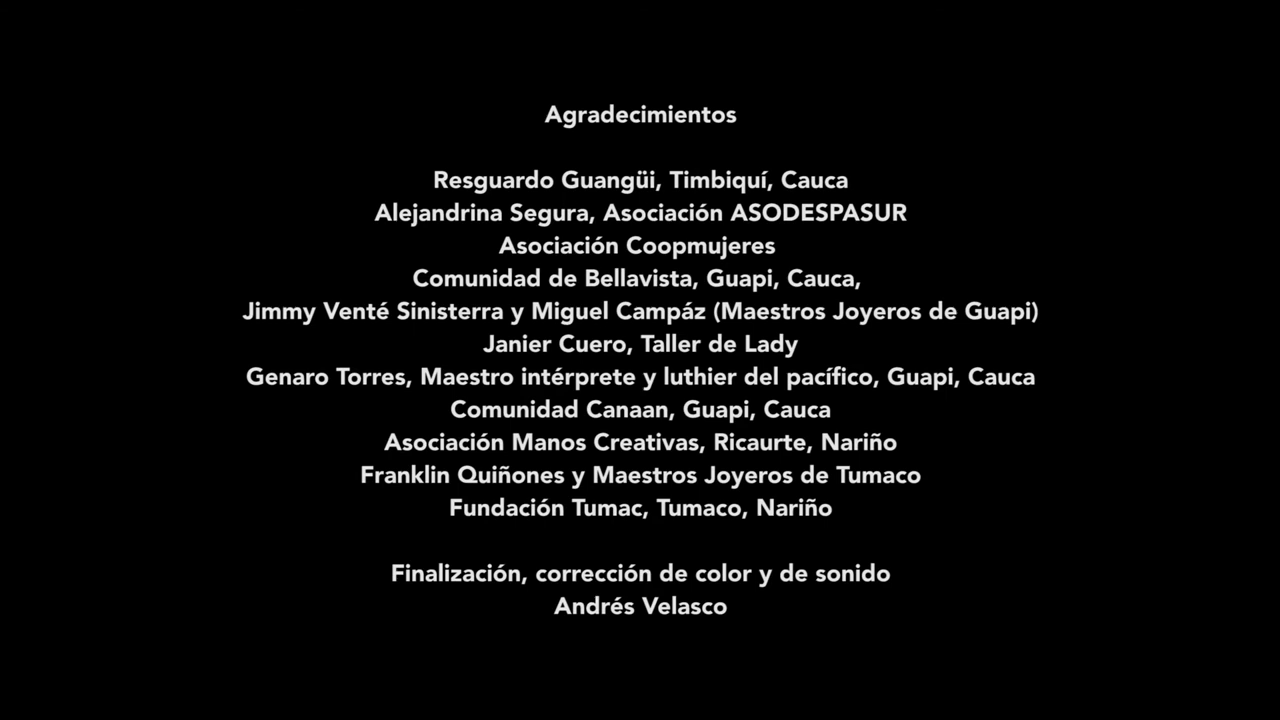 Agradecimientos
Resguardo Guangüi, Timbiquí, Cauca
Alejandrina Segura, Asociación ASODESPASUR
Asociación Coopmujeres
Comunidad de Bellavista, Guapi, Cauca,
Jimmy Venté Sinisterra y Miguel Campáz (Maestros Joyeros de Guapi)
Janier Cuero, Taller de Lady
Genaro Torres, Maestro intérprete y luthier del pacífico, Guapi, Cauca
Comunidad Canaan, Guapi, Cauca
Asociación Manos Creativas, Ricaurte, Nariño
Franklin Quiñones y Maestros Joyeros de Tumaco
Fundación Tumac, Tumaco, Nariño
Finalización, corrección de color y de sonido
Andrés Velasco